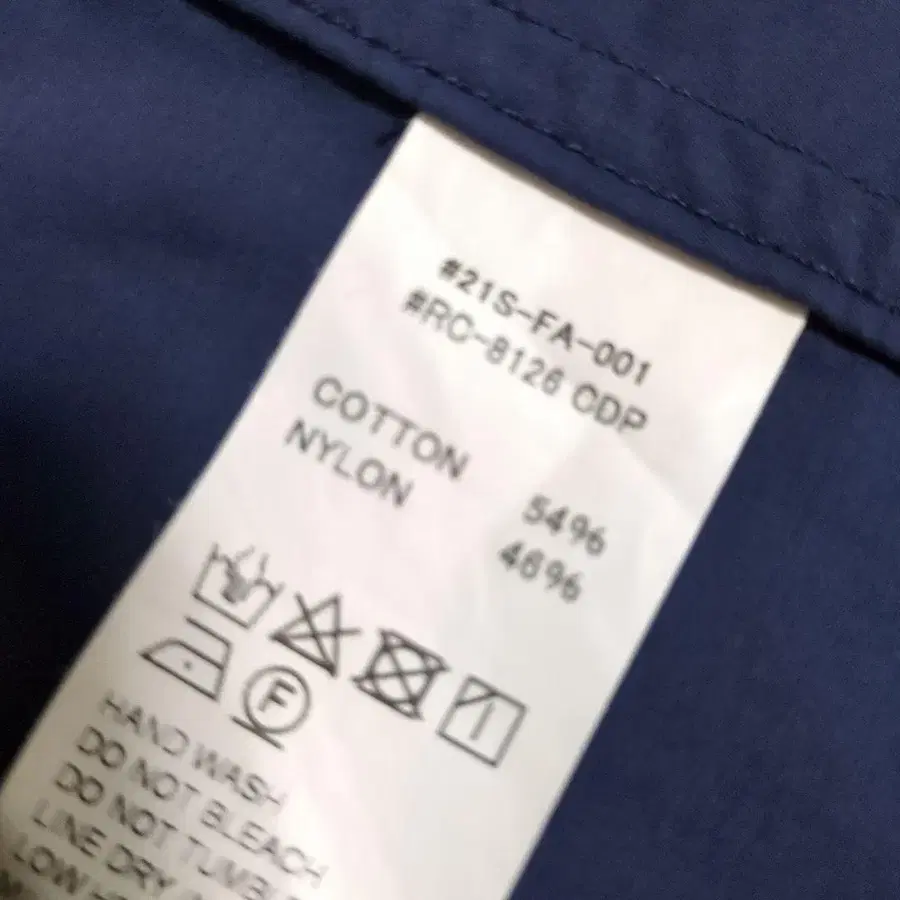 #21S-FA-001
#RC-8126 CDP
COTTON 54%
NYLON 46%
F
HAND WASH
DO NOT BLEACH
DO NOT TUMBLE
LINE DRY
LOW